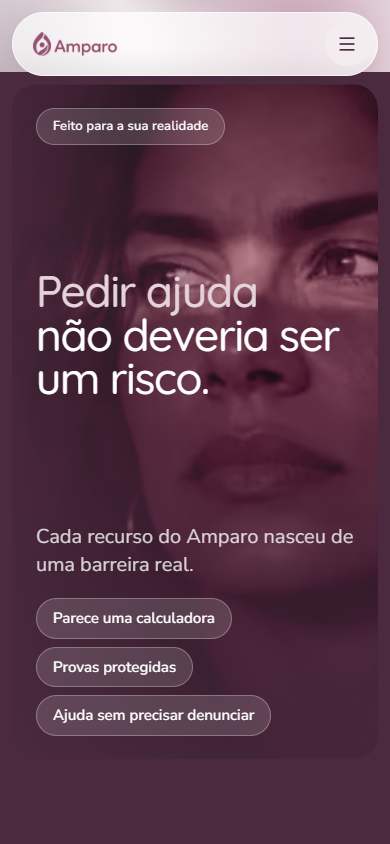 Amparo
Feito para a sua realidade
Pedir ajuda
não deveria ser
um risco.
Cada recurso do Amparo nasceu de
uma barreira real.
Parece uma calculadora
Provas protegidas
Ajuda sem precisar denunciar